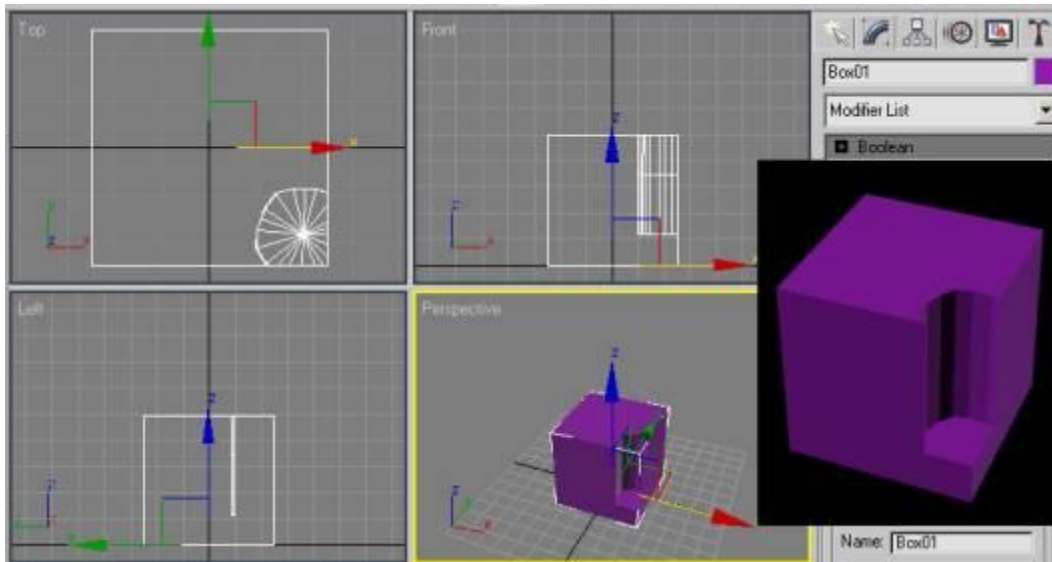 Top
Front
Box01
Modifier List
Boolean
Left
Perspective
Name: Box01